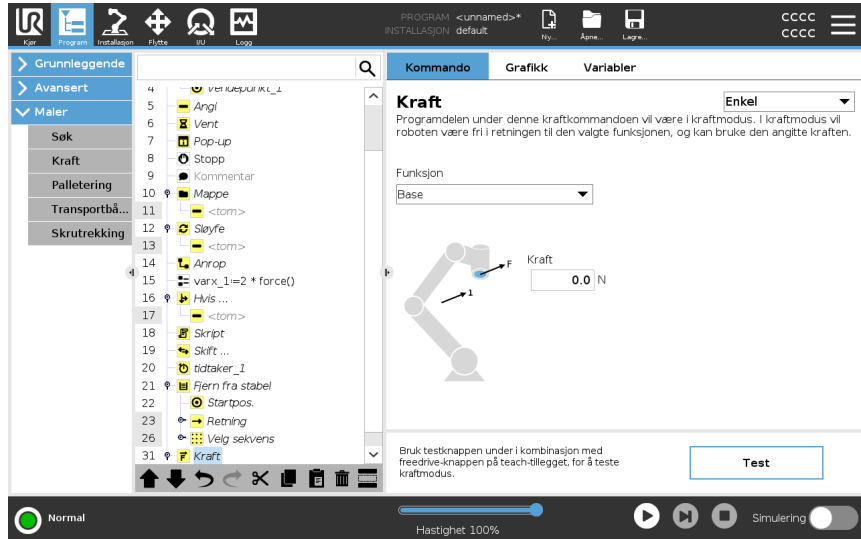 PROGRAM <unnamed>*
INSTALLASJON default
CCCC
CCCC
Kjør
Program
Installasjon
Flytte
I/U
Logg
Ny...
Åpne...
Lagre...
Grunnleggende
Avansert
Maler
Søk
Kraft
Palletering
Transportbå...
Skrutrekking
4 Vendepunkt_1
5 Angi
6 Vent
7 Pop-up
8 Stopp
9 Kommentar
10 Mappe
11 <tom>
12 Sløyfe
13 <tom>
14 Anrop
15 varx_1:=2 * force()
16 Hvis ...
17 <tom>
18 Skript
19 Skift ...
20 tidtaker_1
21 Fjern fra stabel
22 Startpos.
23 Retning
26 Velg sekvens
31 Kraft
Kommando
Grafikk
Variabler
Kraft
Enkel
Programdelen under denne kraftkommandoen vil være i kraftmodus. I kraftmodus vil
roboten være fri i retningen til den valgte funksjonen, og kan bruke den angitte kraften.
Funksjon
Base
F
1
Kraft
0.0 N
Bruk testknappen under i kombinasjon med
freedrive-knappen på teach-tillegget, for å teste
kraftmodus.
Test
Normal
Hastighet 100%
Simulering